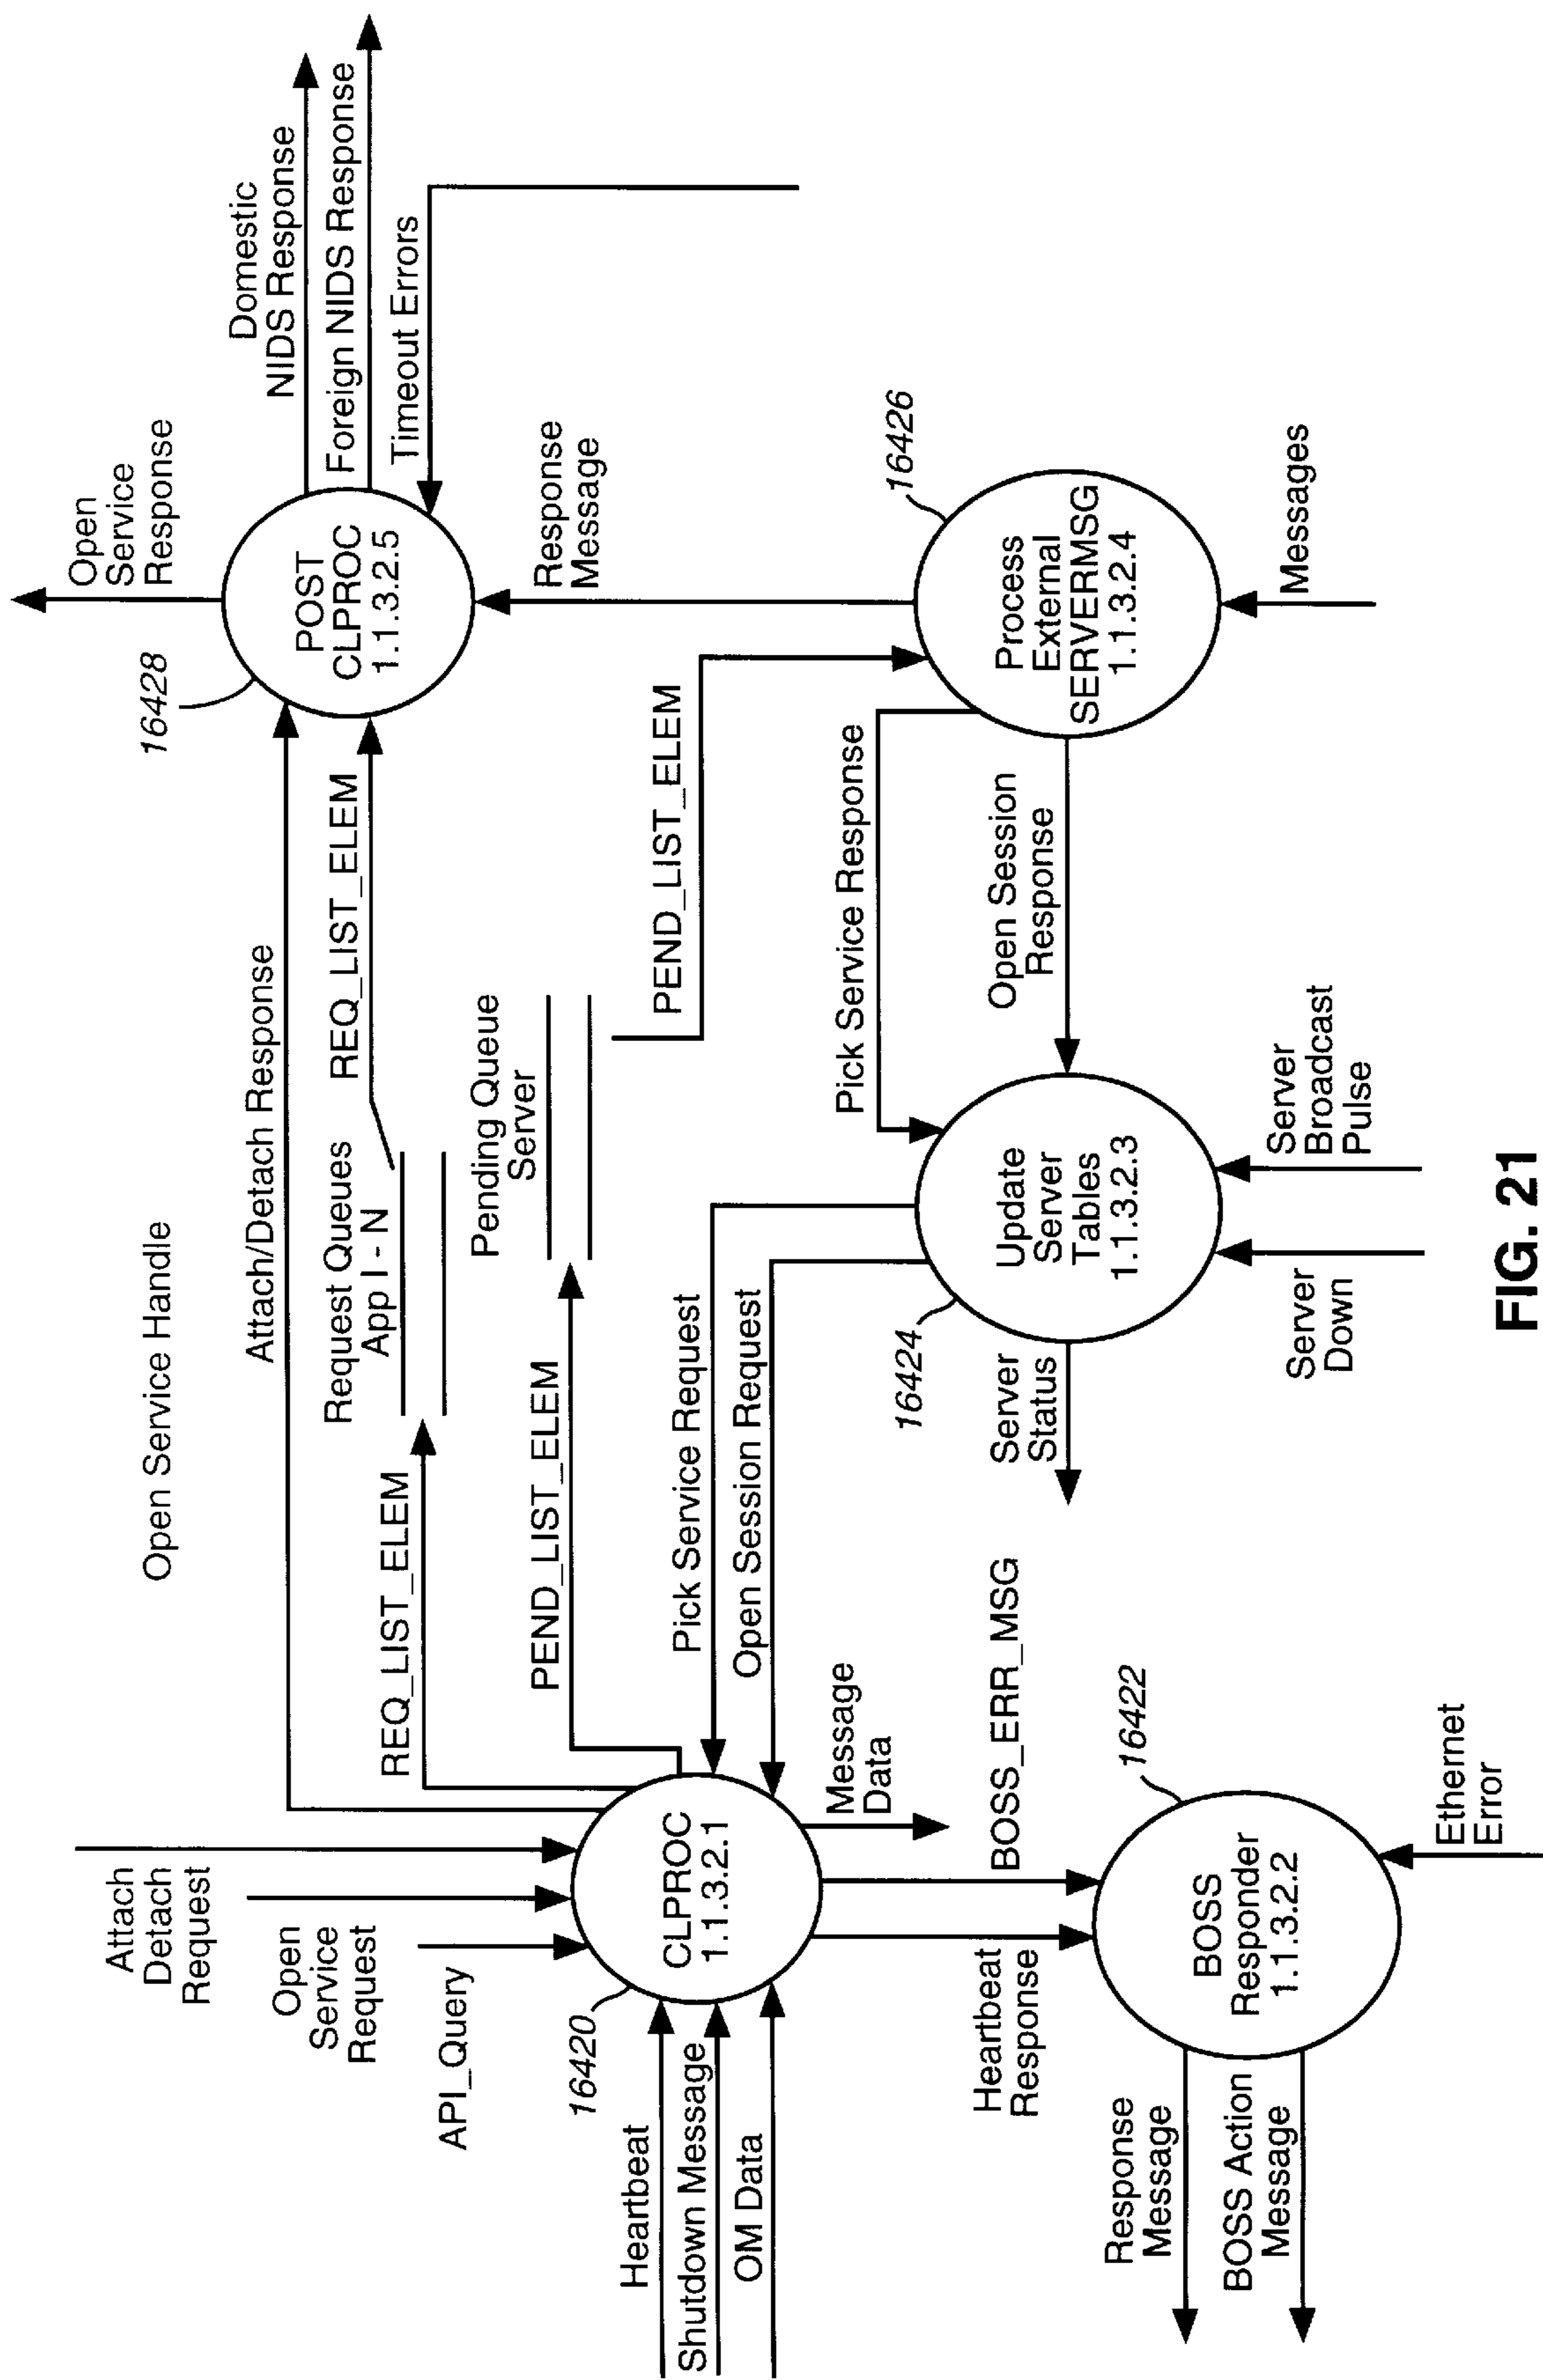 Attach
Detach
Request
Open
Service
Request
API_Query
Open Service Handle
Attach/Detach Response
Request Queues
App I - N
REQ_LIST_ELEM
REQ_LIST_ELEM
Pending Queue
Server
PEND_LIST_ELEM
PEND_LIST_ELEM
Open
Service
Response
Domestic
NIDS Response
Foreign NIDS Response
Timeout Errors
16428
POST
CLPROC
1.1.3.2.5
Response
Message
Heartbeat
Shutdown Message
OM Data
16420
CLPROC
1.1.3.2.1
Pick Service Request
Open Session Request
Message
Data
Pick Service Response
Open Session
Response
16426
Process
External
SERVERMSG
1.1.3.2.4
Messages
Heartbeat
Response
BOSS_ERR_MSG
16422
BOSS
Responder
1.1.3.2.2
Response
Message
BOSS Action
Message
Ethernet
Error
Server
Status
16424
Update
Server
Tables
1.1.3.2.3
Server
Down
Server
Broadcast
Pulse
FIG. 21